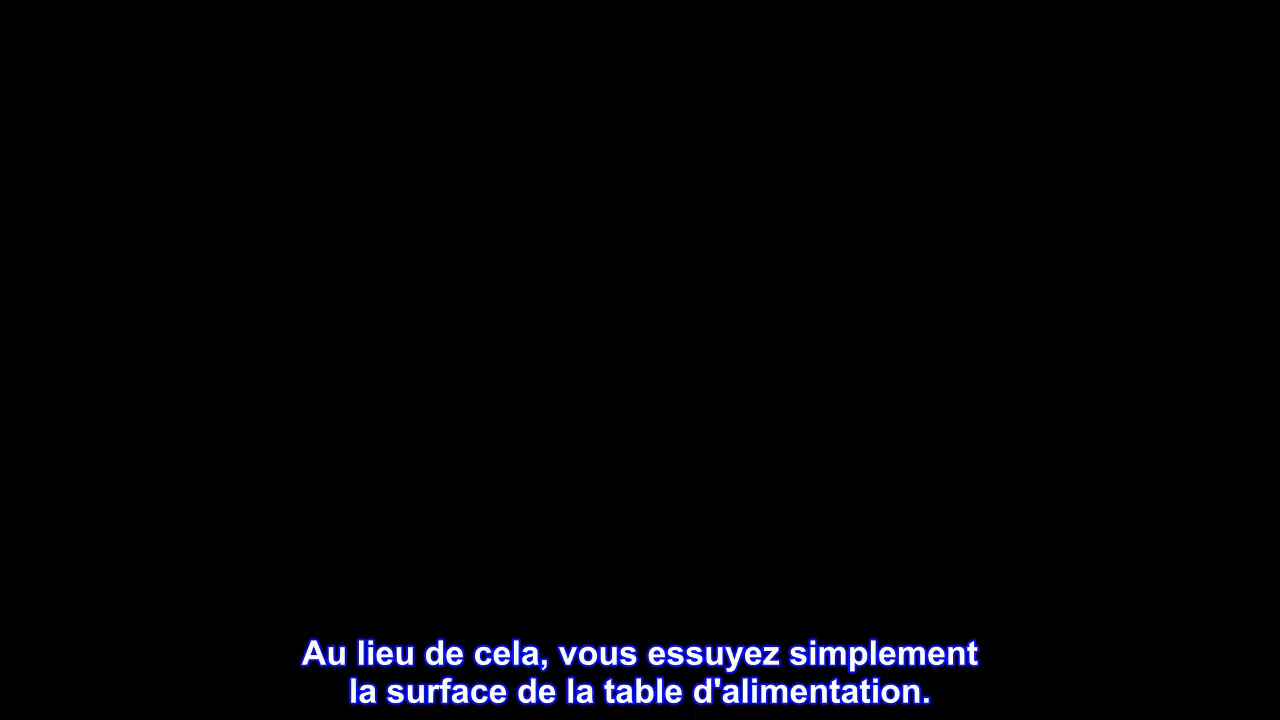 Au lieu de cela, vous essuyez simplement
la surface de la table d'alimentation.